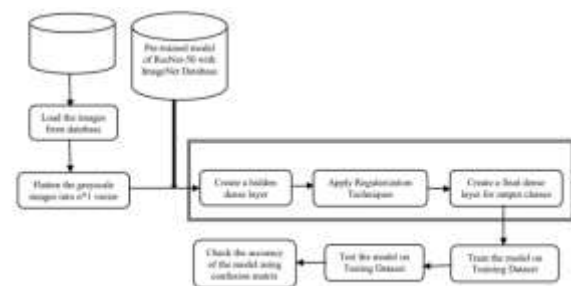 Pre-trained model
of ResNet-50 with
ImageNet Database
Load the images
from database
Flatten the greyscale
images into n*1 vector
Create a hidden
dense layer
Apply Regularization
Techniques
Create a final dense
layer for output classes
Train the model on
Training Dataset
Test the model on
Testing Dataset
Check the accuracy
of the model using
confusion matrix